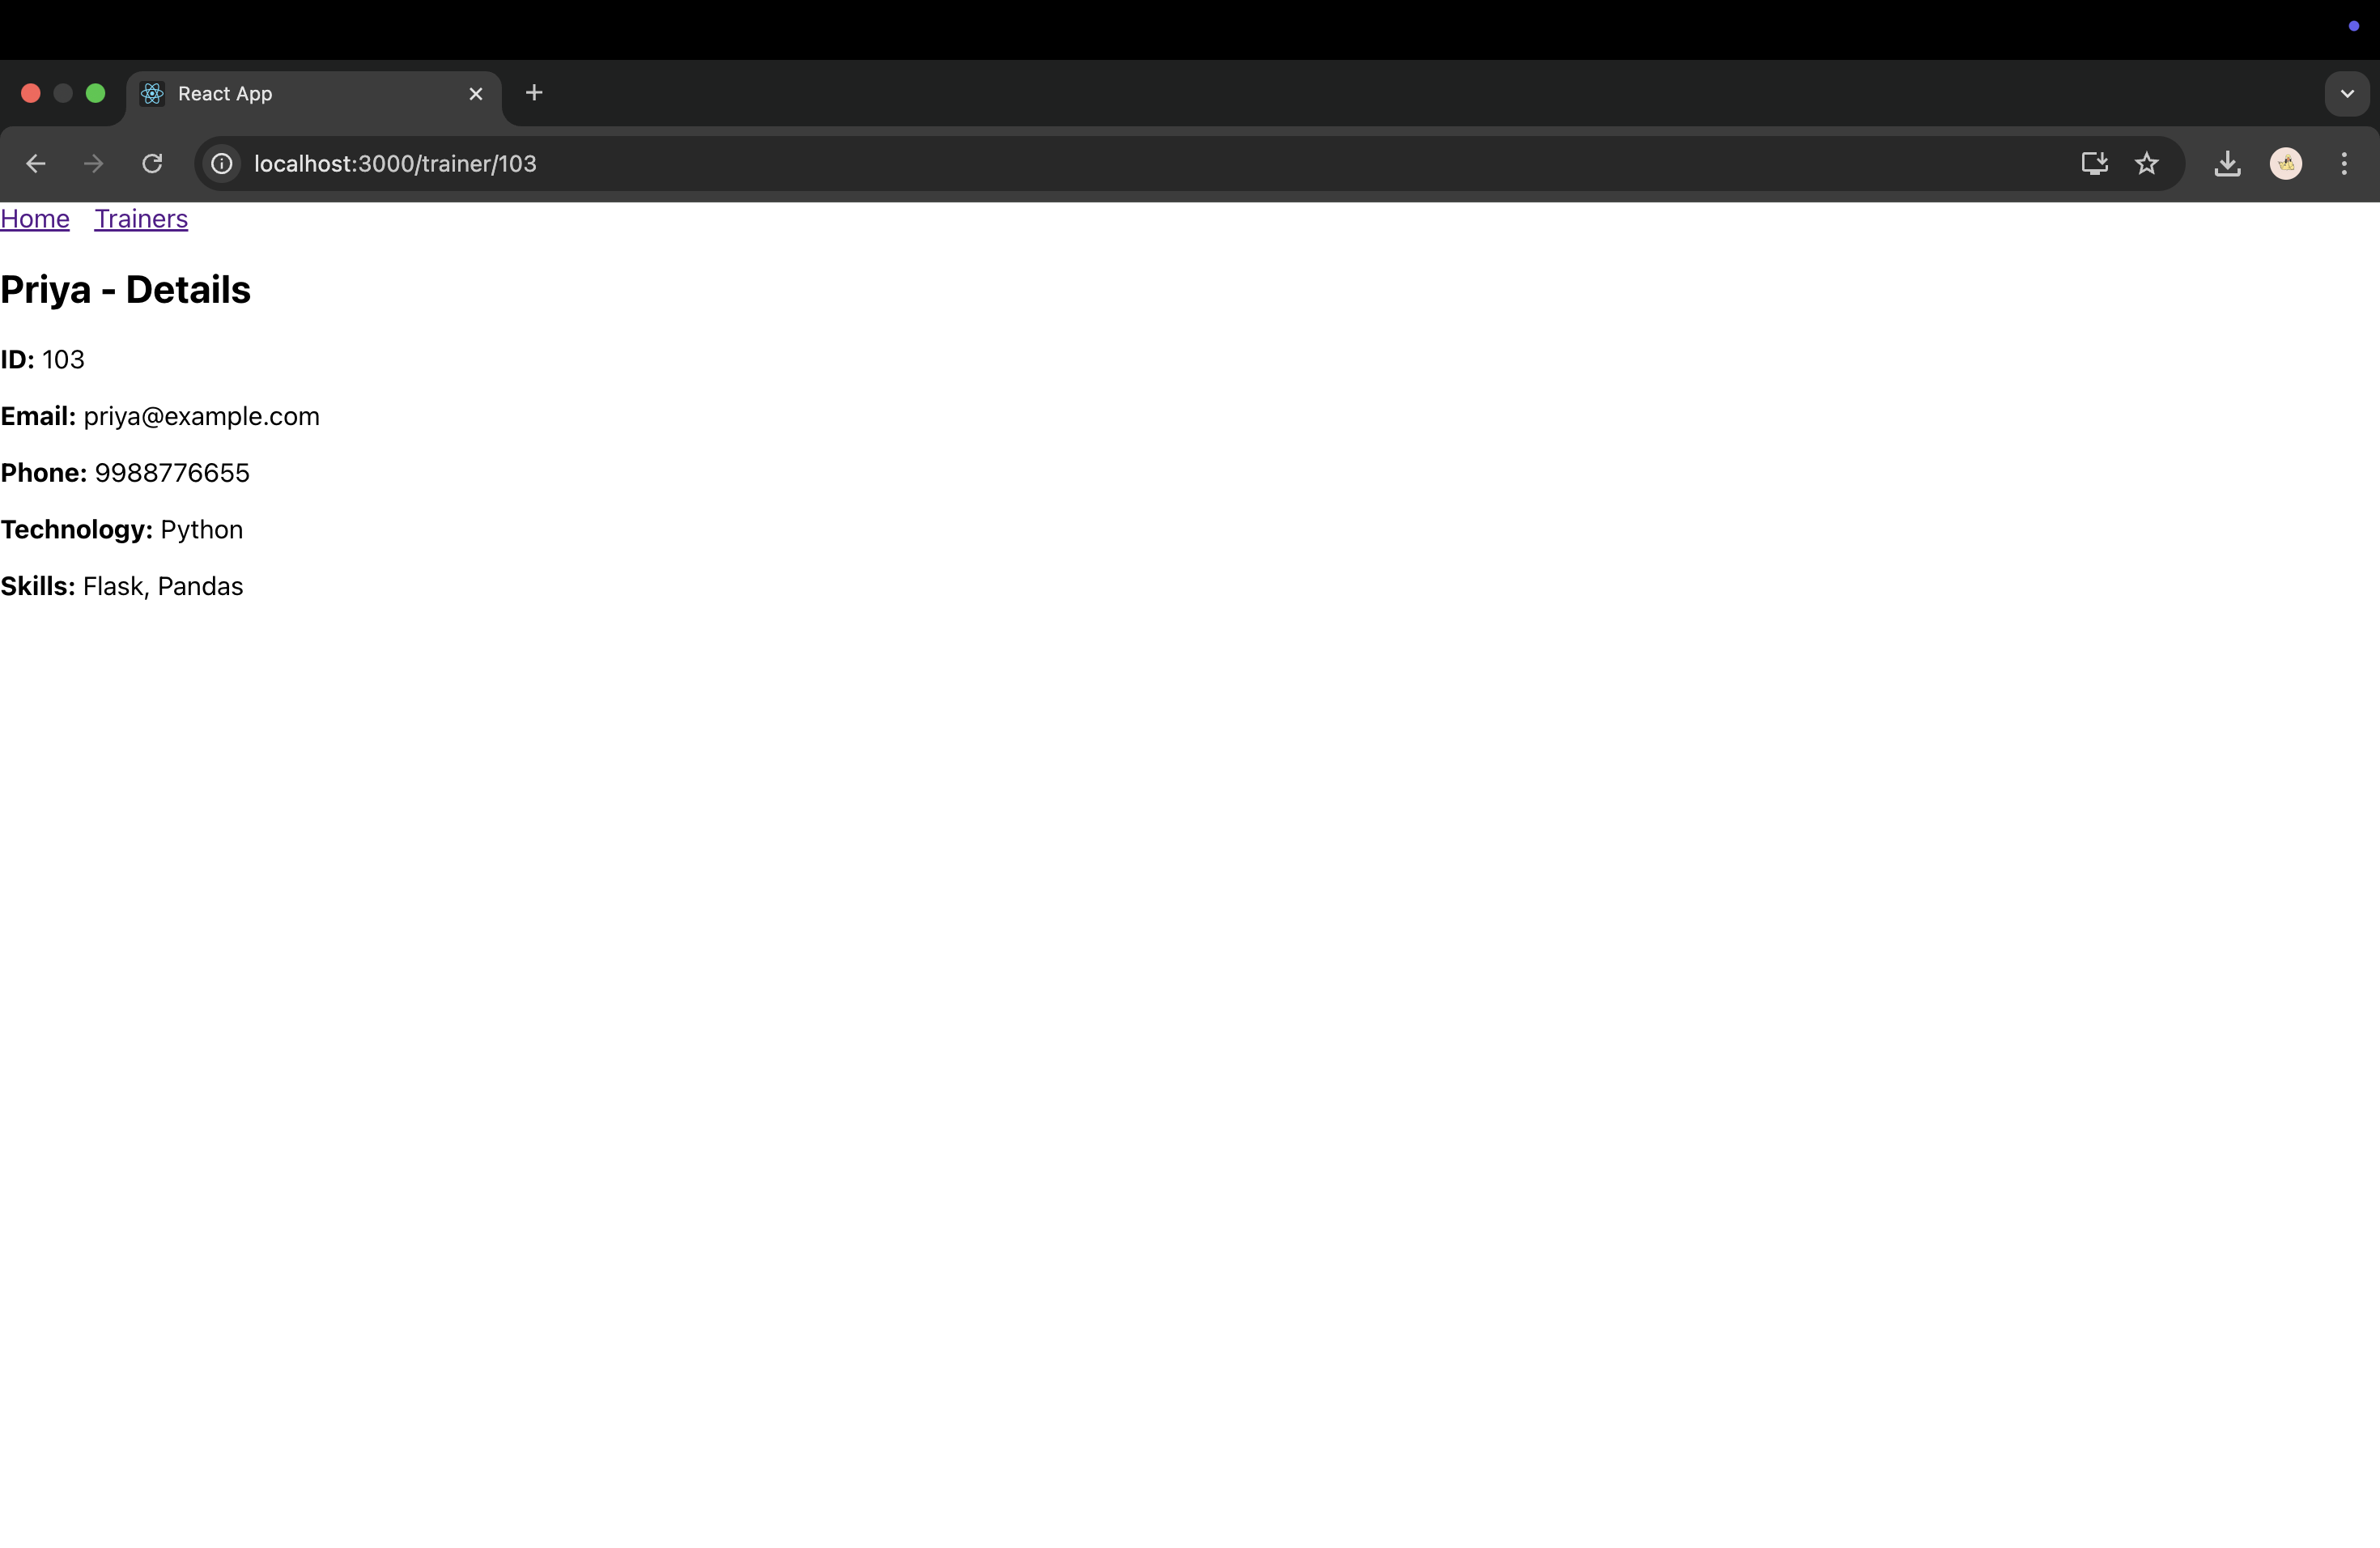 React App
localhost:3000/trainer/103
Home Trainers
Priya - Details
ID: 103
Email: priya@example.com
Phone: 9988776655
Technology: Python
Skills: Flask, Pandas